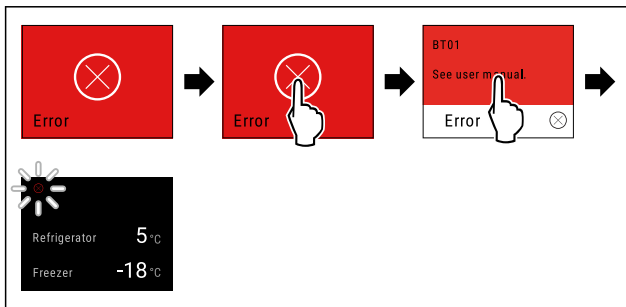 Error
Error
BT01
See user manual.
Error
Refrigerator 5°C
Freezer -18°C